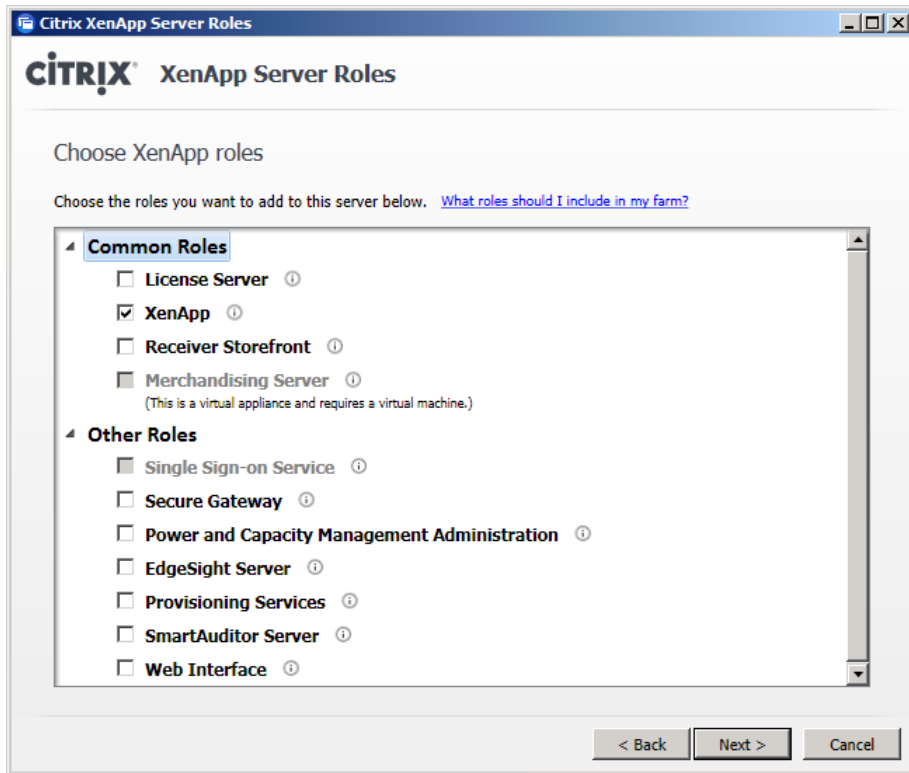 Citrix XenApp Server Roles
CİTRIX® XenApp Server Roles
Choose XenApp roles
Choose the roles you want to add to this server below. What roles should I include in my farm?
Common Roles
License Server
XenApp
Receiver Storefront
Merchandising Server
(This is a virtual appliance and requires a virtual machine.)
Other Roles
Single Sign-on Service
Secure Gateway
Power and Capacity Management Administration
EdgeSight Server
Provisioning Services
SmartAuditor Server
Web Interface
< Back Next > Cancel